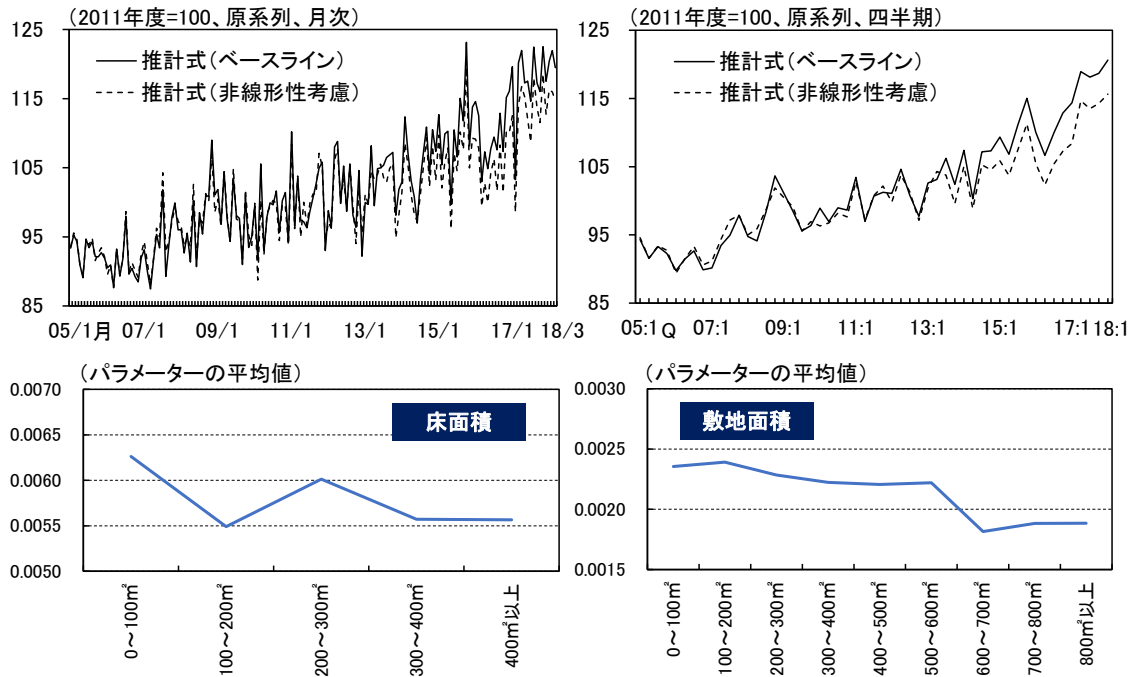 (2011年度=100、原系列、月次)
125
115
105
95
85
推計式(ベースライン)
推計式(非線形性考慮)
05/1月 07/1 09/1 11/1 13/1 15/1 17/1 18/3
(2011年度=100、原系列、四半期)
125
115
105
95
85
推計式(ベースライン)
推計式(非線形性考慮)
05:1Q 07:1 09:1 11:1 13:1 15:1 17:1 18:1
(パラメーターの平均値)
0.0070
0.0065
0.0060
0.0055
0.0050
床面積
0~100㎡
100~200㎡
200~300㎡
300~400㎡
400㎡以上
(パラメーターの平均値)
0.0030
0.0025
0.0020
0.0015
敷地面積
0~100㎡
100~200㎡
200~300㎡
300~400㎡
400~500㎡
500~600㎡
600~700㎡
700~800㎡
800㎡以上